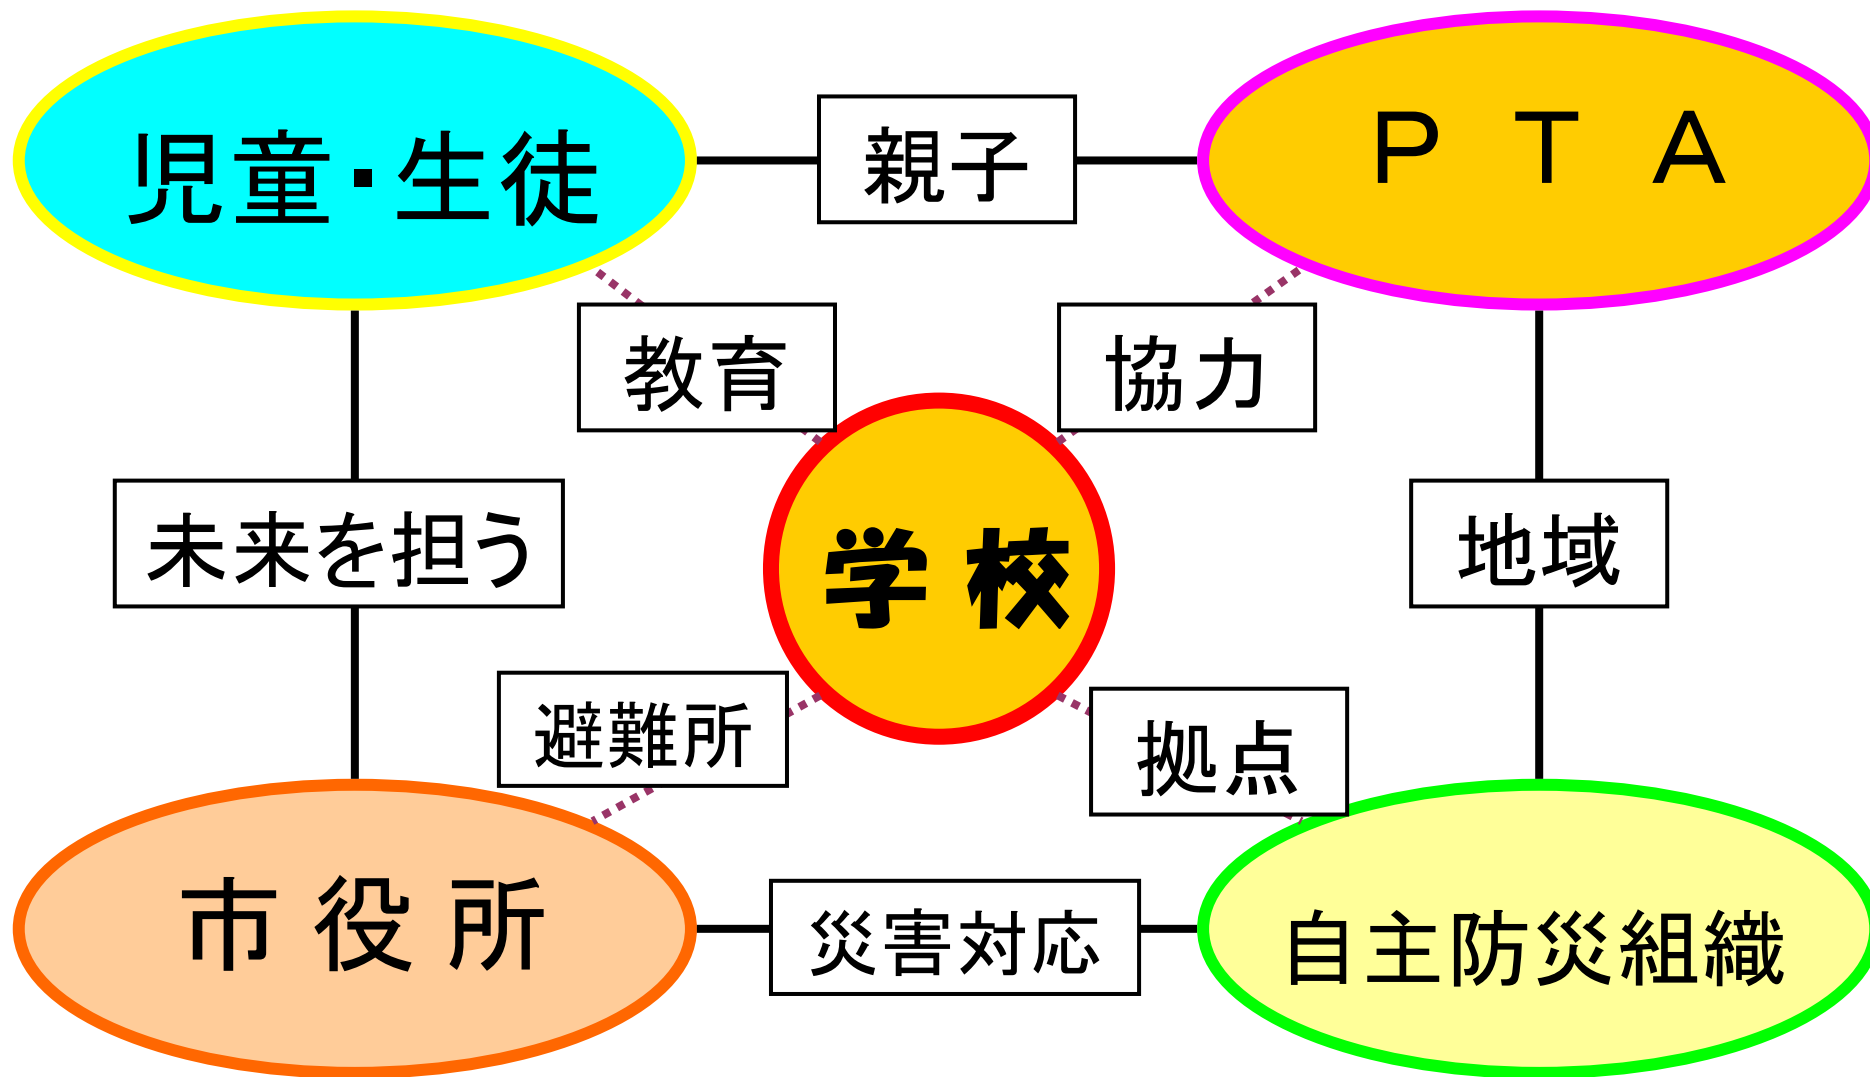 児童・生徒
親子
ＰＴＡ
教育
協力
未来を担う
学校
地域
避難所
拠点
市役所
災害対応
自主防災組織